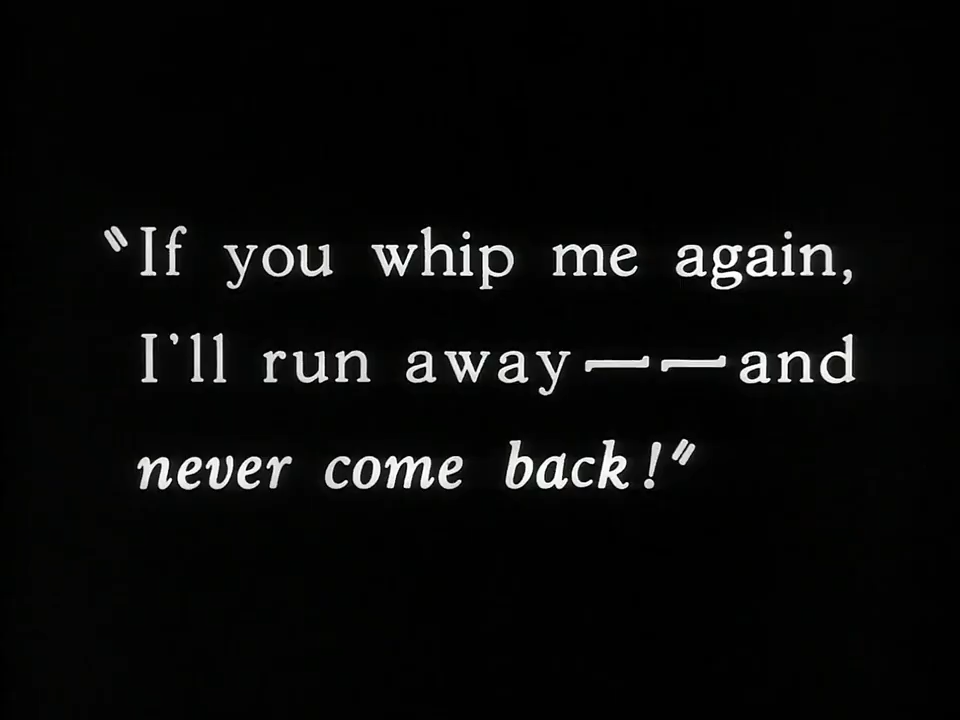 "If you whip me again,
I'll run away——and
never come back!"